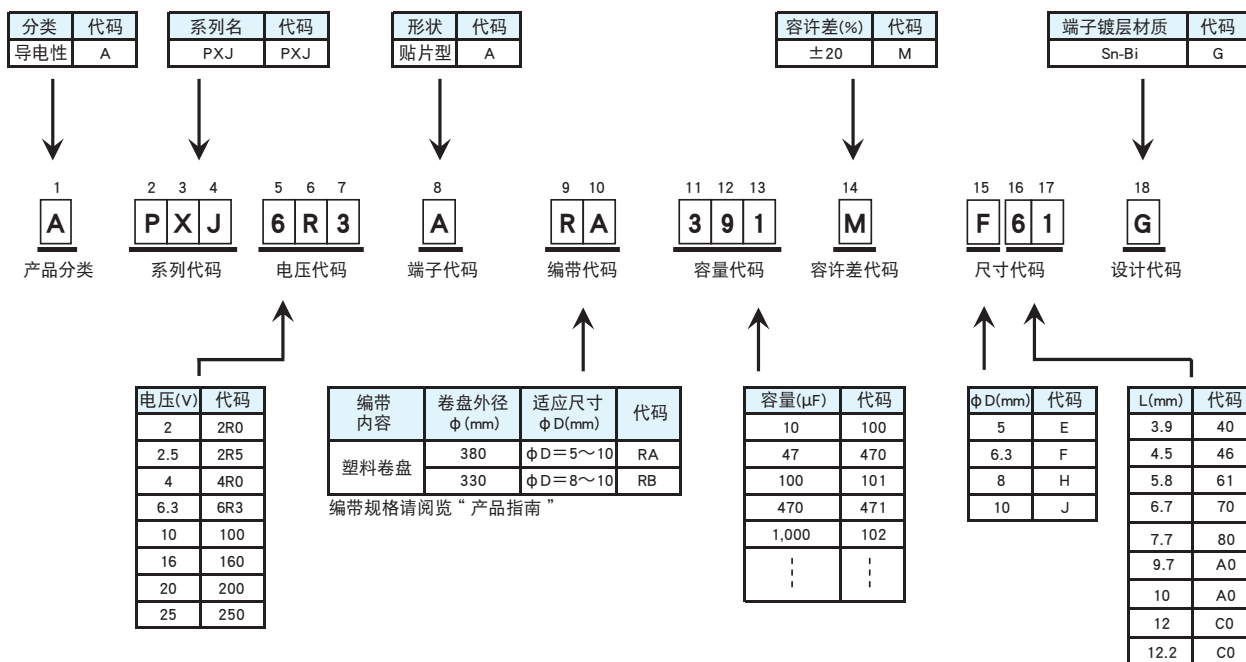 分类 代码
导电性 A
系列名 代码
PXJ PXJ
形状 代码
贴片型 A
容许差(%) 代码
±20 M
端子镀层材质 代码
Sn-Bi G
1 2 3 4 5 6 7 8 9 10 11 12 13 14 15 16 17 18
A P X J 6 R 3 A R A 3 9 1 M F 6 1 G
产品分类 系列代码 电压代码 端子代码 编带代码 容量代码 容许差代码 尺寸代码 设计代码
电压(V) 代码
2 2R0
2.5 2R5
4 4R0
6.3 6R3
10 100
16 160
20 200
25 250
编带内容 卷盘外径φ(mm) 适应尺寸φD(mm) 代码
塑料卷盘 380 φD=5～10 RA
330 φD=8～10 RB
编带规格请阅览“产品指南”
容量(μF) 代码
10 100
47 470
100 101
470 471
1,000 102
φD(mm) 代码
5 E
6.3 F
8 H
10 J
L(mm) 代码
3.9 40
4.5 46
5.8 61
6.7 70
7.7 80
9.7 A0
10 A0
12 C0
12.2 C0